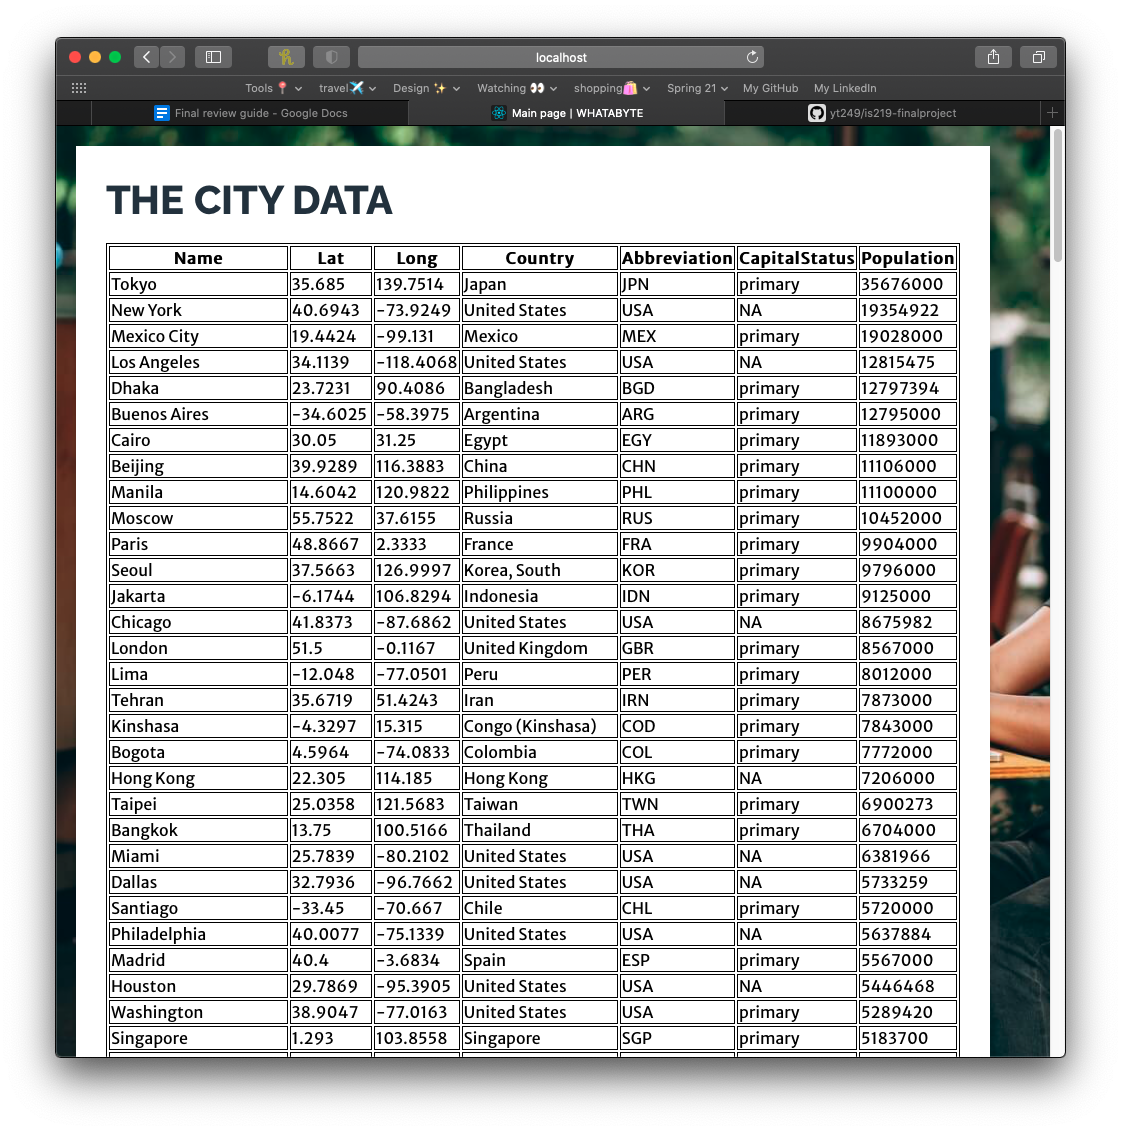 localhost
Tools 📍 travel✈️ Design ✨ Watching 👀 shopping🛍️ Spring 21 My GitHub My LinkedIn
Final review guide - Google Docs Main page | WHATABYTE yt249/is219-finalproject
THE CITY DATA
Name Lat Long Country Abbreviation CapitalStatus Population
Tokyo 35.685 139.7514 Japan JPN primary 35676000
New York 40.6943 -73.9249 United States USA NA 19354922
Mexico City 19.4424 -99.131 Mexico MEX primary 19028000
Los Angeles 34.1139 -118.4068 United States USA NA 12815475
Dhaka 23.7231 90.4086 Bangladesh BGD primary 12797394
Buenos Aires -34.6025 -58.3975 Argentina ARG primary 12795000
Cairo 30.05 31.25 Egypt EGY primary 11893000
Beijing 39.9289 116.3883 China CHN primary 11106000
Manila 14.6042 120.9822 Philippines PHL primary 11100000
Moscow 55.7522 37.6155 Russia RUS primary 10452000
Paris 48.8667 2.3333 France FRA primary 9904000
Seoul 37.5663 126.9997 Korea, South KOR primary 9796000
Jakarta -6.1744 106.8294 Indonesia IDN primary 9125000
Chicago 41.8373 -87.6862 United States USA NA 8675982
London 51.5 -0.1167 United Kingdom GBR primary 8567000
Lima -12.048 -77.0501 Peru PER primary 8012000
Tehran 35.6719 51.4243 Iran IRN primary 7873000
Kinshasa -4.3297 15.315 Congo (Kinshasa) COD primary 7843000
Bogota 4.5964 -74.0833 Colombia COL primary 7772000
Hong Kong 22.305 114.185 Hong Kong HKG NA 7206000
Taipei 25.0358 121.5683 Taiwan TWN primary 6900273
Bangkok 13.75 100.5166 Thailand THA primary 6704000
Miami 25.7839 -80.2102 United States USA NA 6381966
Dallas 32.7936 -96.7662 United States USA NA 5733259
Santiago -33.45 -70.667 Chile CHL primary 5720000
Philadelphia 40.0077 -75.1339 United States USA NA 5637884
Madrid 40.4 -3.6834 Spain ESP primary 5567000
Houston 29.7869 -95.3905 United States USA NA 5446468
Washington 38.9047 -77.0163 United States USA primary 5289420
Singapore 1.293 103.8558 Singapore SGP primary 5183700